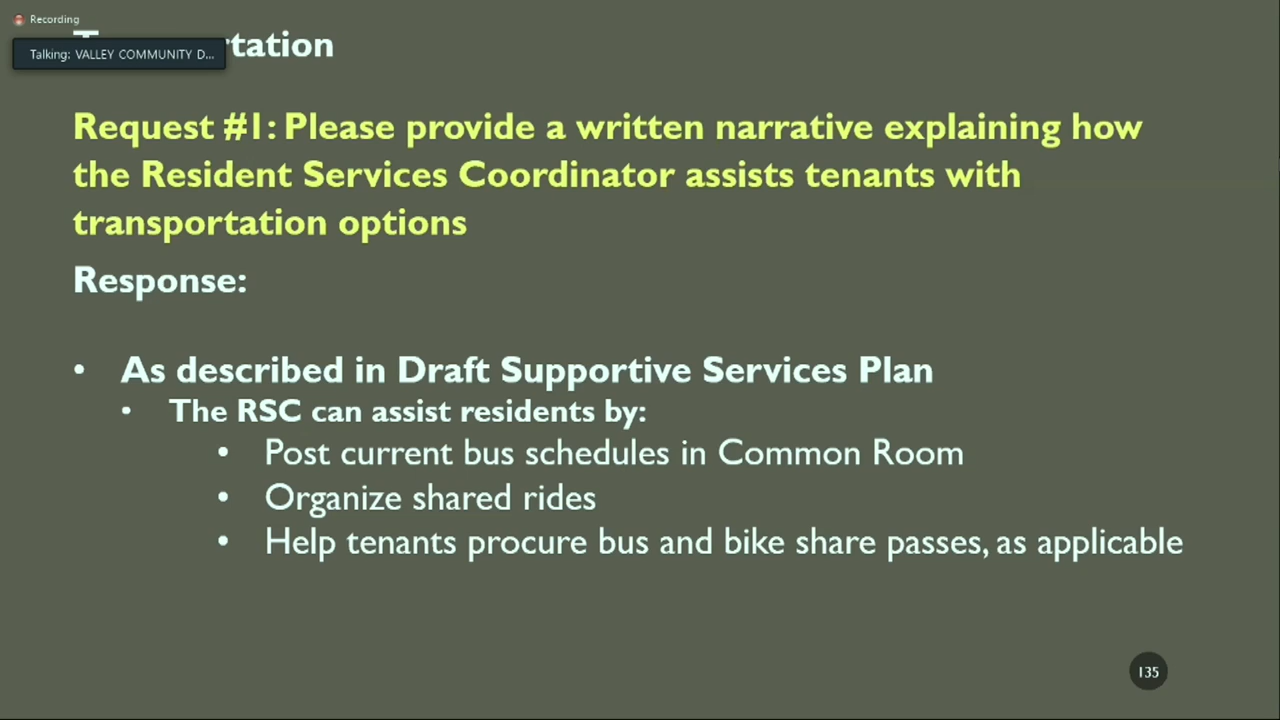 Recording
Talking: VALLEY COMMUNITY D...
rtation
Request #1: Please provide a written narrative explaining how
the Resident Services Coordinator assists tenants with
transportation options
Response:
• As described in Draft Supportive Services Plan
• The RSC can assist residents by:
• Post current bus schedules in Common Room
• Organize shared rides
• Help tenants procure bus and bike share passes, as applicable
135